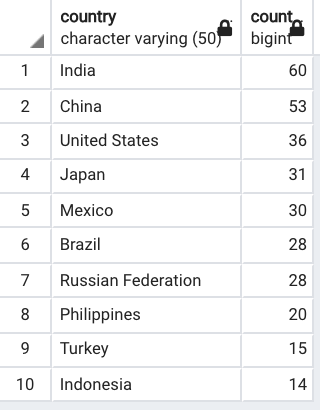 country count
character varying (50) bigint
1 India 60
2 China 53
3 United States 36
4 Japan 31
5 Mexico 30
6 Brazil 28
7 Russian Federation 28
8 Philippines 20
9 Turkey 15
10 Indonesia 14